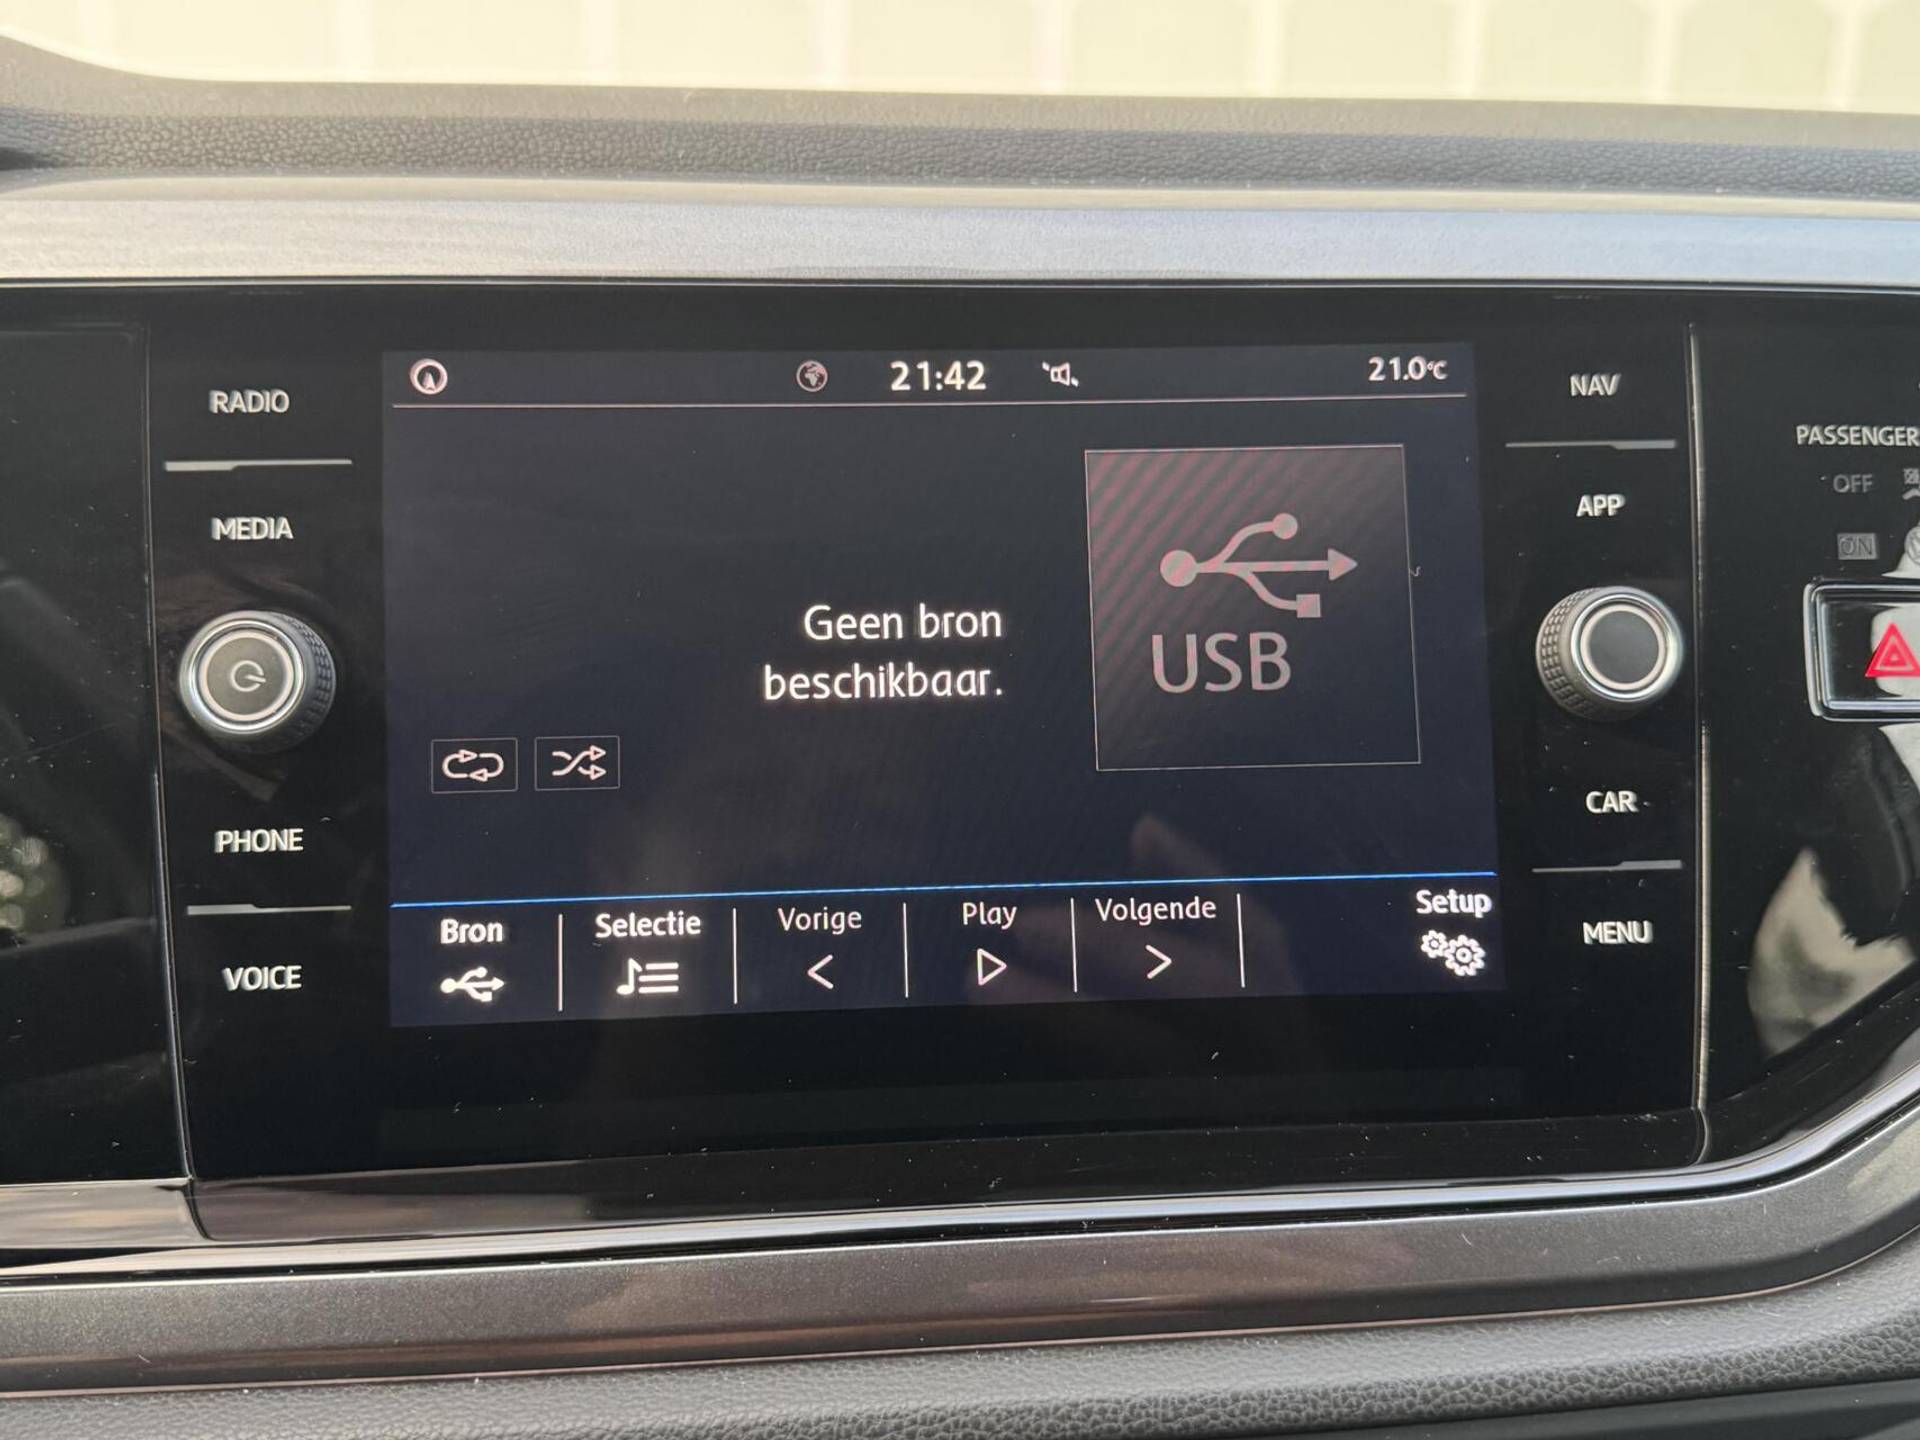 RADIO
MEDIA
PHONE
VOICE
21:42
21.0°C
Geen bron
beschikbaar.
USB
Bron
Selectie
Vorige
Play
Volgende
Setup
NAV
APP
CAR
MENU
PASSENGER
OFF
ON